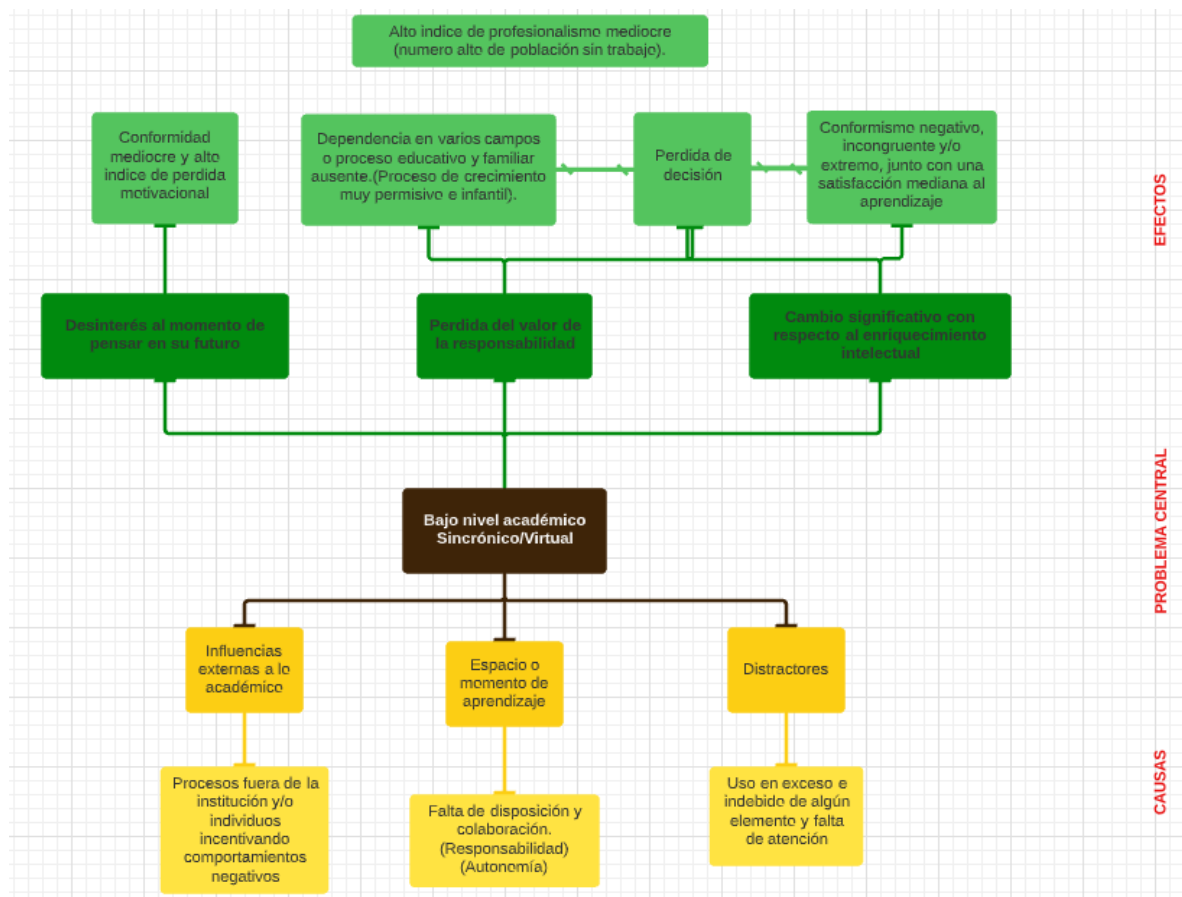 Alto indice de profesionalismo mediocre
(numero alto de población sin trabajo).
Conformidad
mediocre y alto
indice de perdida
motivacional
Dependencia en varios campos
o proceso educativo y familiar
ausente.(Proceso de crecimiento
muy permisivo e infantil).
Perdida de
decisión
Conformismo negativo,
incongruente y/o
extremo, junto con una
satisfacción mediana al
aprendizaje
EFECTOS
Desinterés al momento de
pensar en su futuro
Perdida del valor de
la responsabilidad
Cambio significativo con
respecto al enriquecimiento
intelectual
PROBLEMA CENTRAL
Bajo nivel académico
Sincrónico/Virtual
Influencias
externas a lo
académico
Espacio o
momento de
aprendizaje
Distractores
CAUSAS
Procesos fuera de la
institución y/o
individuos
incentivando
comportamientos
negativos
Falta de disposición y
colaboración.
(Responsabilidad)
(Autonomía)
Uso en exceso e
indebido de algún
elemento y falta
de atención